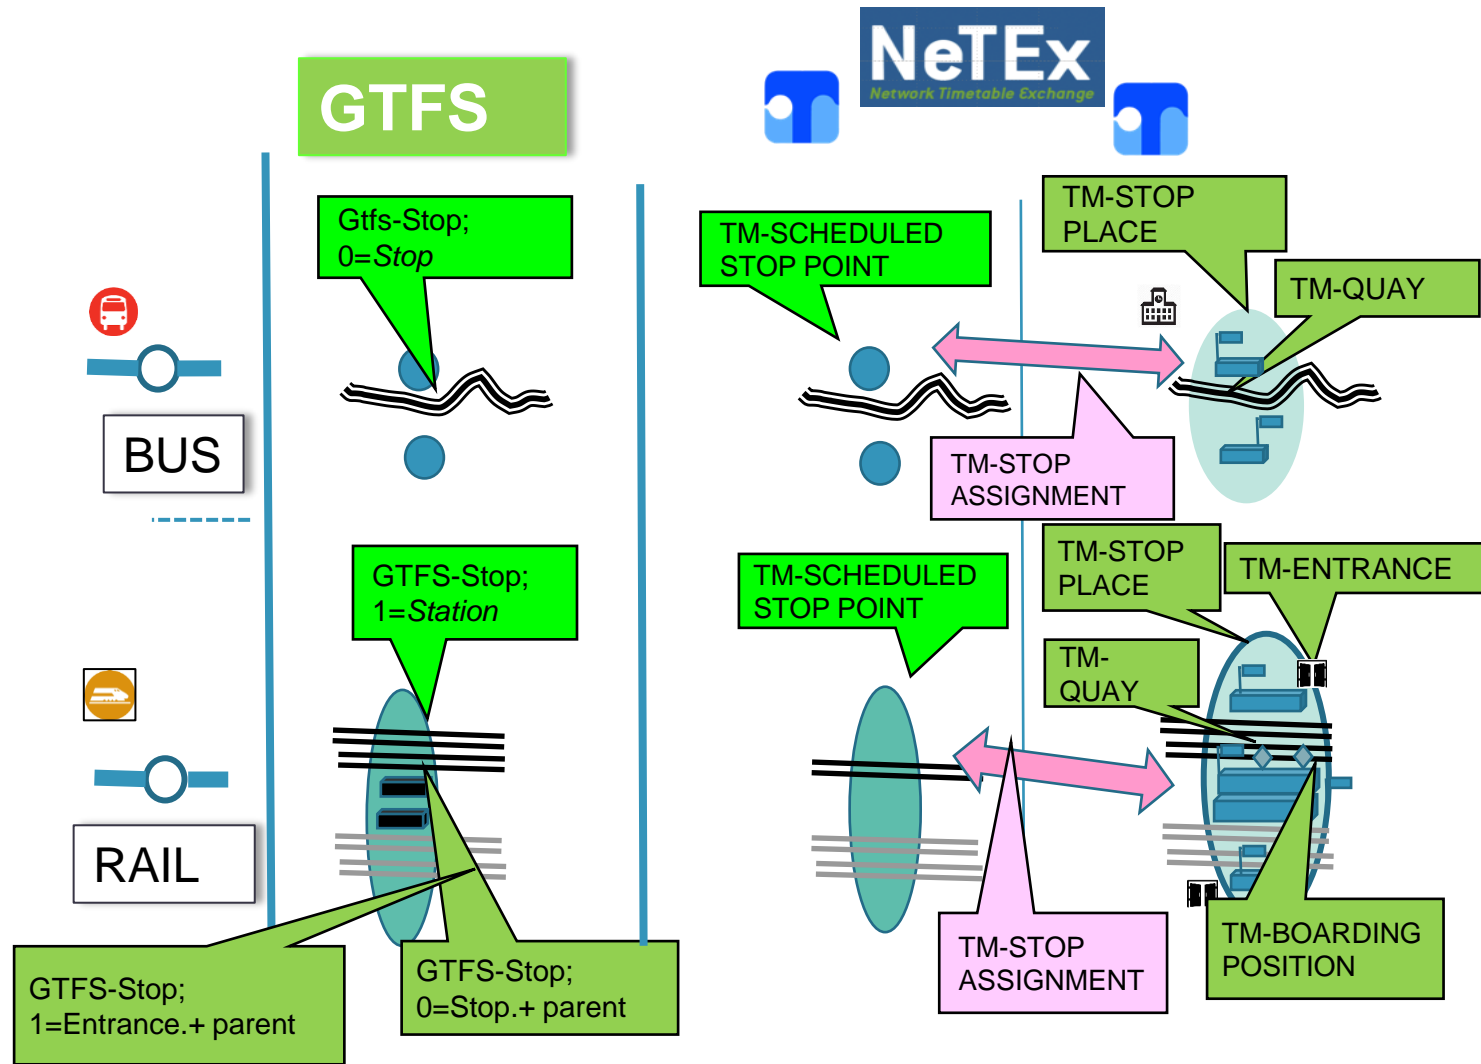 GTFS
NeTEx
Network Timetable Exchange
Gtfs-Stop;
0=Stop
TM-SCHEDULED
STOP POINT
TM-STOP
PLACE
TM-QUAY
BUS
TM-STOP
ASSIGNMENT
GTFS-Stop;
1=Station
TM-SCHEDULED
STOP POINT
TM-STOP
PLACE
TM-ENTRANCE
TM-
QUAY
RAIL
GTFS-Stop;
1=Entrance.+ parent
GTFS-Stop;
0=Stop.+ parent
TM-STOP
ASSIGNMENT
TM-BOARDING
POSITION